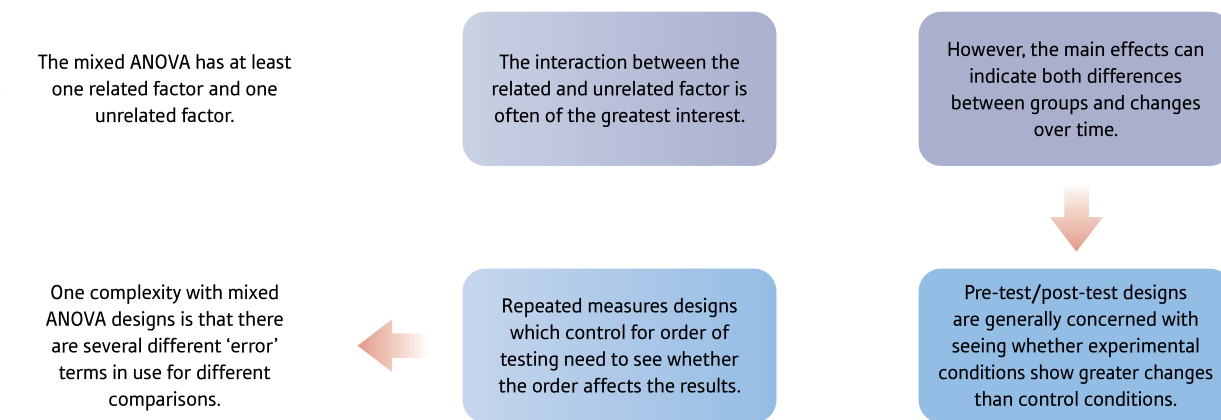 The mixed ANOVA has at least
one related factor and one
unrelated factor.
The interaction between the
related and unrelated factor is
often of the greatest interest.
However, the main effects can
indicate both differences
between groups and changes
over time.
Pre-test/post-test designs
are generally concerned with
seeing whether experimental
conditions show greater changes
than control conditions.
Repeated measures designs
which control for order of
testing need to see whether
the order affects the results.
One complexity with mixed
ANOVA designs is that there
are several different ‘error’
terms in use for different
comparisons.